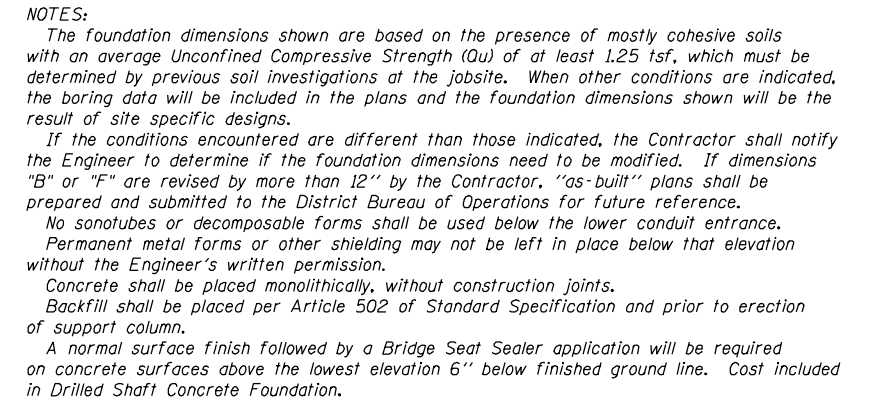 NOTES:
The foundation dimensions shown are based on the presence of mostly cohesive soils
with an average Unconfined Compressive Strength (Qu) of at least 1.25 tsf, which must be
determined by previous soil investigations at the jobsite. When other conditions are indicated,
the boring data will be included in the plans and the foundation dimensions shown will be the
result of site specific designs.
If the conditions encountered are different than those indicated, the Contractor shall notify
the Engineer to determine if the foundation dimensions need to be modified. If dimensions
"B" or "F" are revised by more than 12'' by the Contractor, ''as-built'' plans shall be
prepared and submitted to the District Bureau of Operations for future reference.
No sonotubes or decomposable forms shall be used below the lower conduit entrance.
Permanent metal forms or other shielding may not be left in place below that elevation
without the Engineer's written permission.
Concrete shall be placed monolithically, without construction joints.
Backfill shall be placed per Article 502 of Standard Specification and prior to erection
of support column.
A normal surface finish followed by a Bridge Seat Sealer application will be required
on concrete surfaces above the lowest elevation 6'' below finished ground line. Cost included
in Drilled Shaft Concrete Foundation.